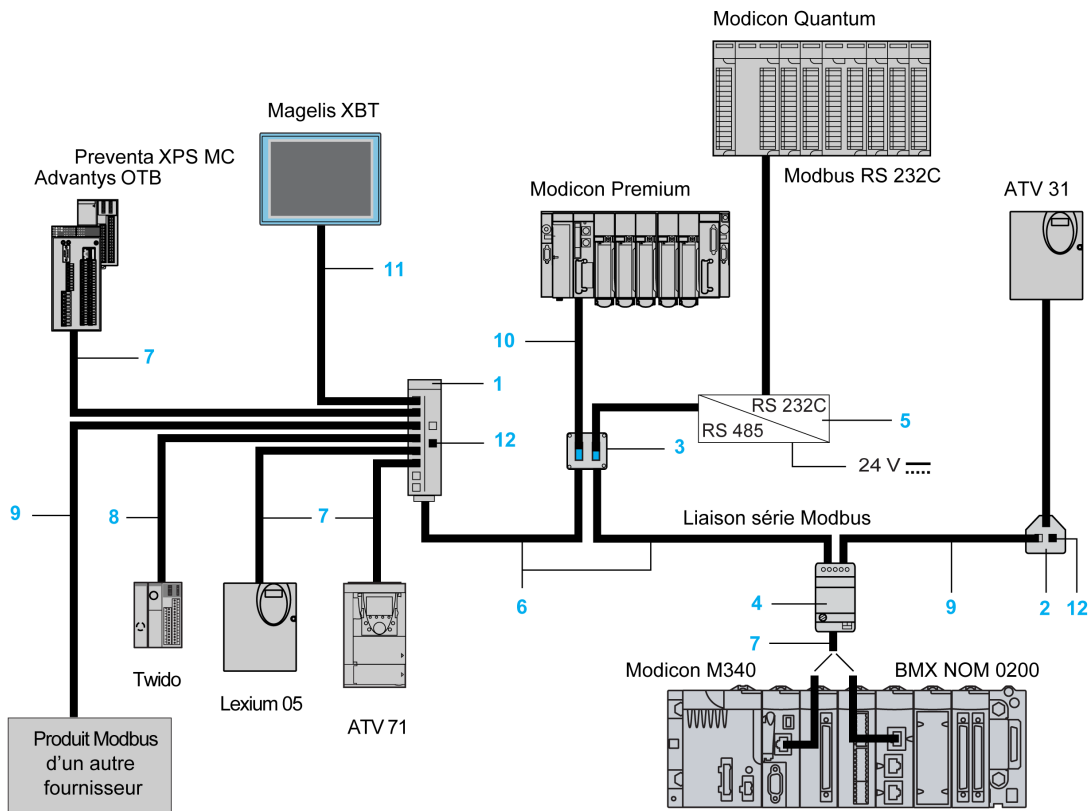 Modicon Quantum
Magelis XBT
Preventa XPS MC
Advantys OTB
Modicon Premium
Modbus RS 232C
ATV 31
11
7
10
1
RS 232C
RS 485
5
12
3
24 V
9
8
7
Liaison série Modbus
6
4
9
2
12
7
Twido
Lexium 05
ATV 71
Modicon M340
BMX NOM 0200
Produit Modbus
d'un autre
fournisseur